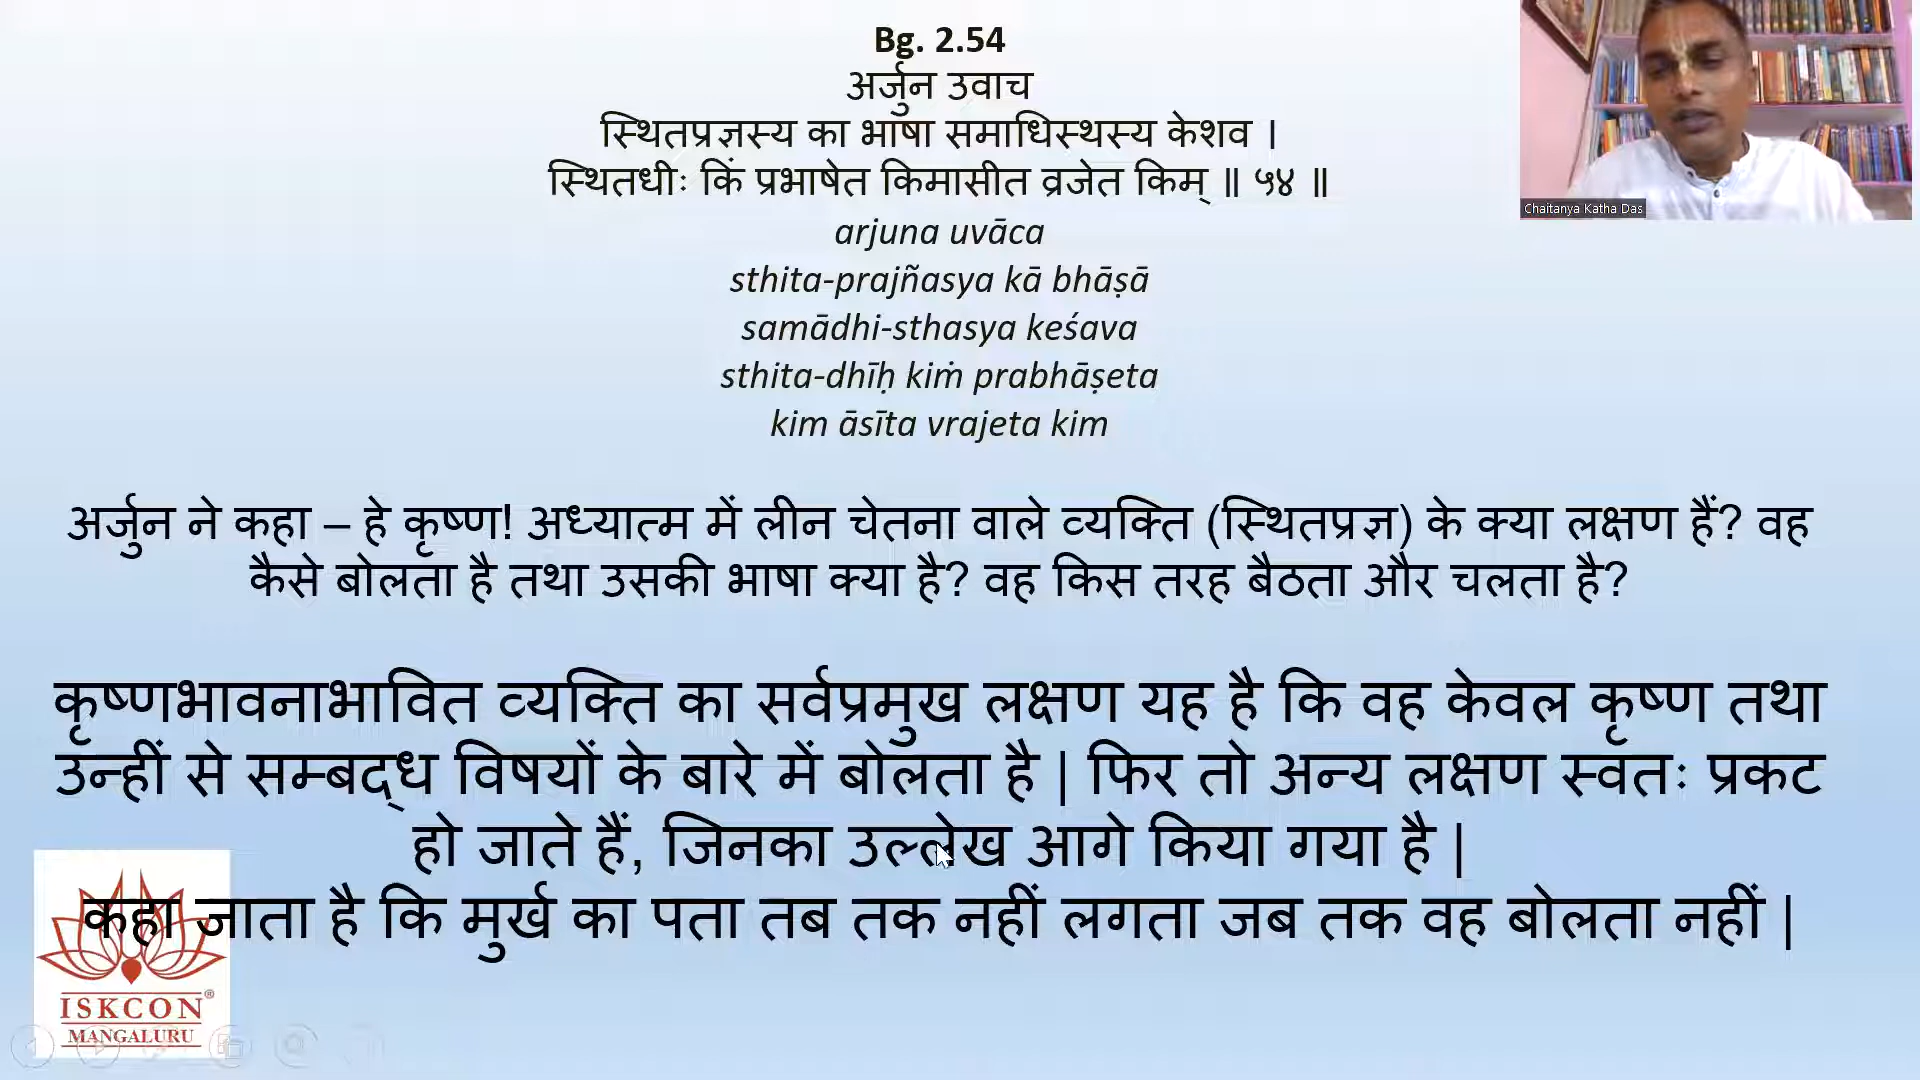 Bg. 2.54
अर्जुन उवाच
स्थितप्रज्ञस्य का भाषा समाधिस्थस्य केशव ।
स्थितधीः किं प्रभाषेत किमासीत व्रजेत किम् ॥ ५४ ॥
arjuna uvāca
sthita-prajñasya kā bhāṣā
samādhi-sthasya keśava
sthita-dhīḥ kiṁ prabhāṣeta
kim āsīta vrajeta kim
अर्जुन ने कहा – हे कृष्ण! अध्यात्म में लीन चेतना वाले व्यक्ति (स्थितप्रज्ञ) के क्या लक्षण हैं? वह
कैसे बोलता है तथा उसकी भाषा क्या है? वह किस तरह बैठता और चलता है?
कृष्णभावनाभावित व्यक्ति का सर्वप्रमुख लक्षण यह है कि वह केवल कृष्ण तथा
उन्हीं से सम्बद्ध विषयों के बारे में बोलता है | फिर तो अन्य लक्षण स्वतः प्रकट
हो जाते हैं, जिनका उल्लेख आगे किया गया है |
कहा जाता है कि मुर्ख का पता तब तक नहीं लगता जब तक वह बोलता नहीं |
Chaitanya Katha Das
ISKCON®
MANGALURU